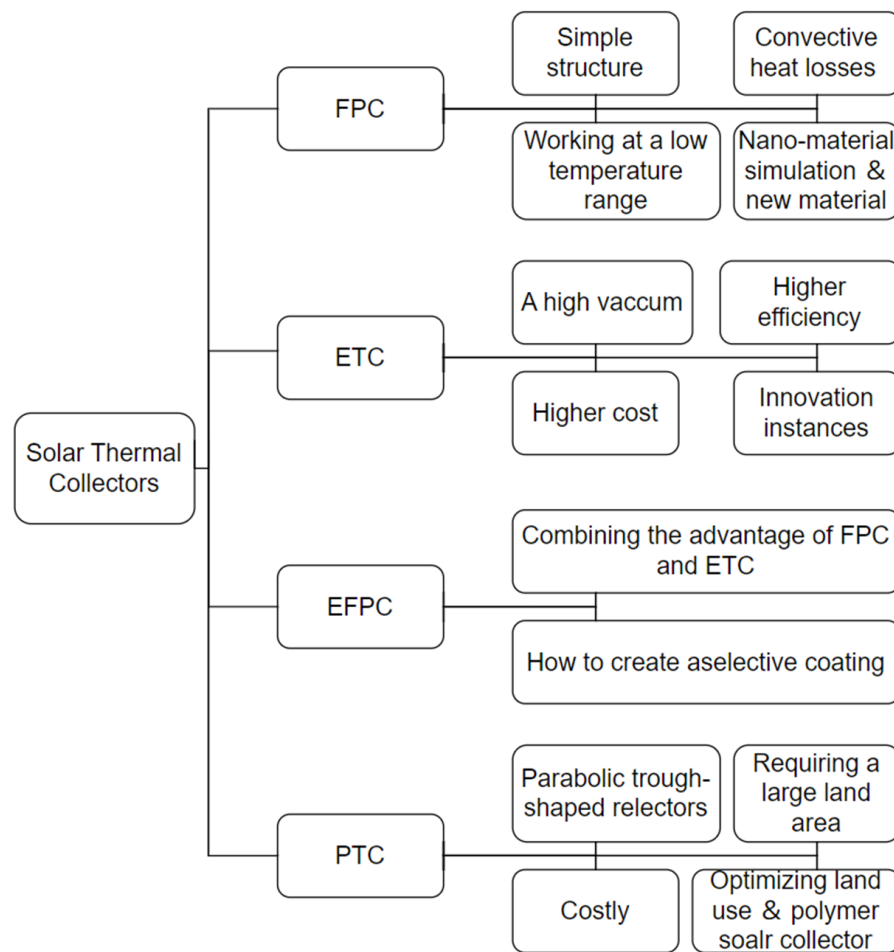 Simple
structure
Convective
heat losses
FPC
Working at a low
temperature
range
Nano-material
simulation &
new material
A high vaccum
Higher
efficiency
ETC
Higher cost
Innovation
instances
Solar Thermal
Collectors
Combining the advantage of FPC
and ETC
EFPC
How to create aselective coating
Parabolic trough-
shaped relectors
Requiring a
large land
area
PTC
Costly
Optimizing land
use & polymer
soalr collector